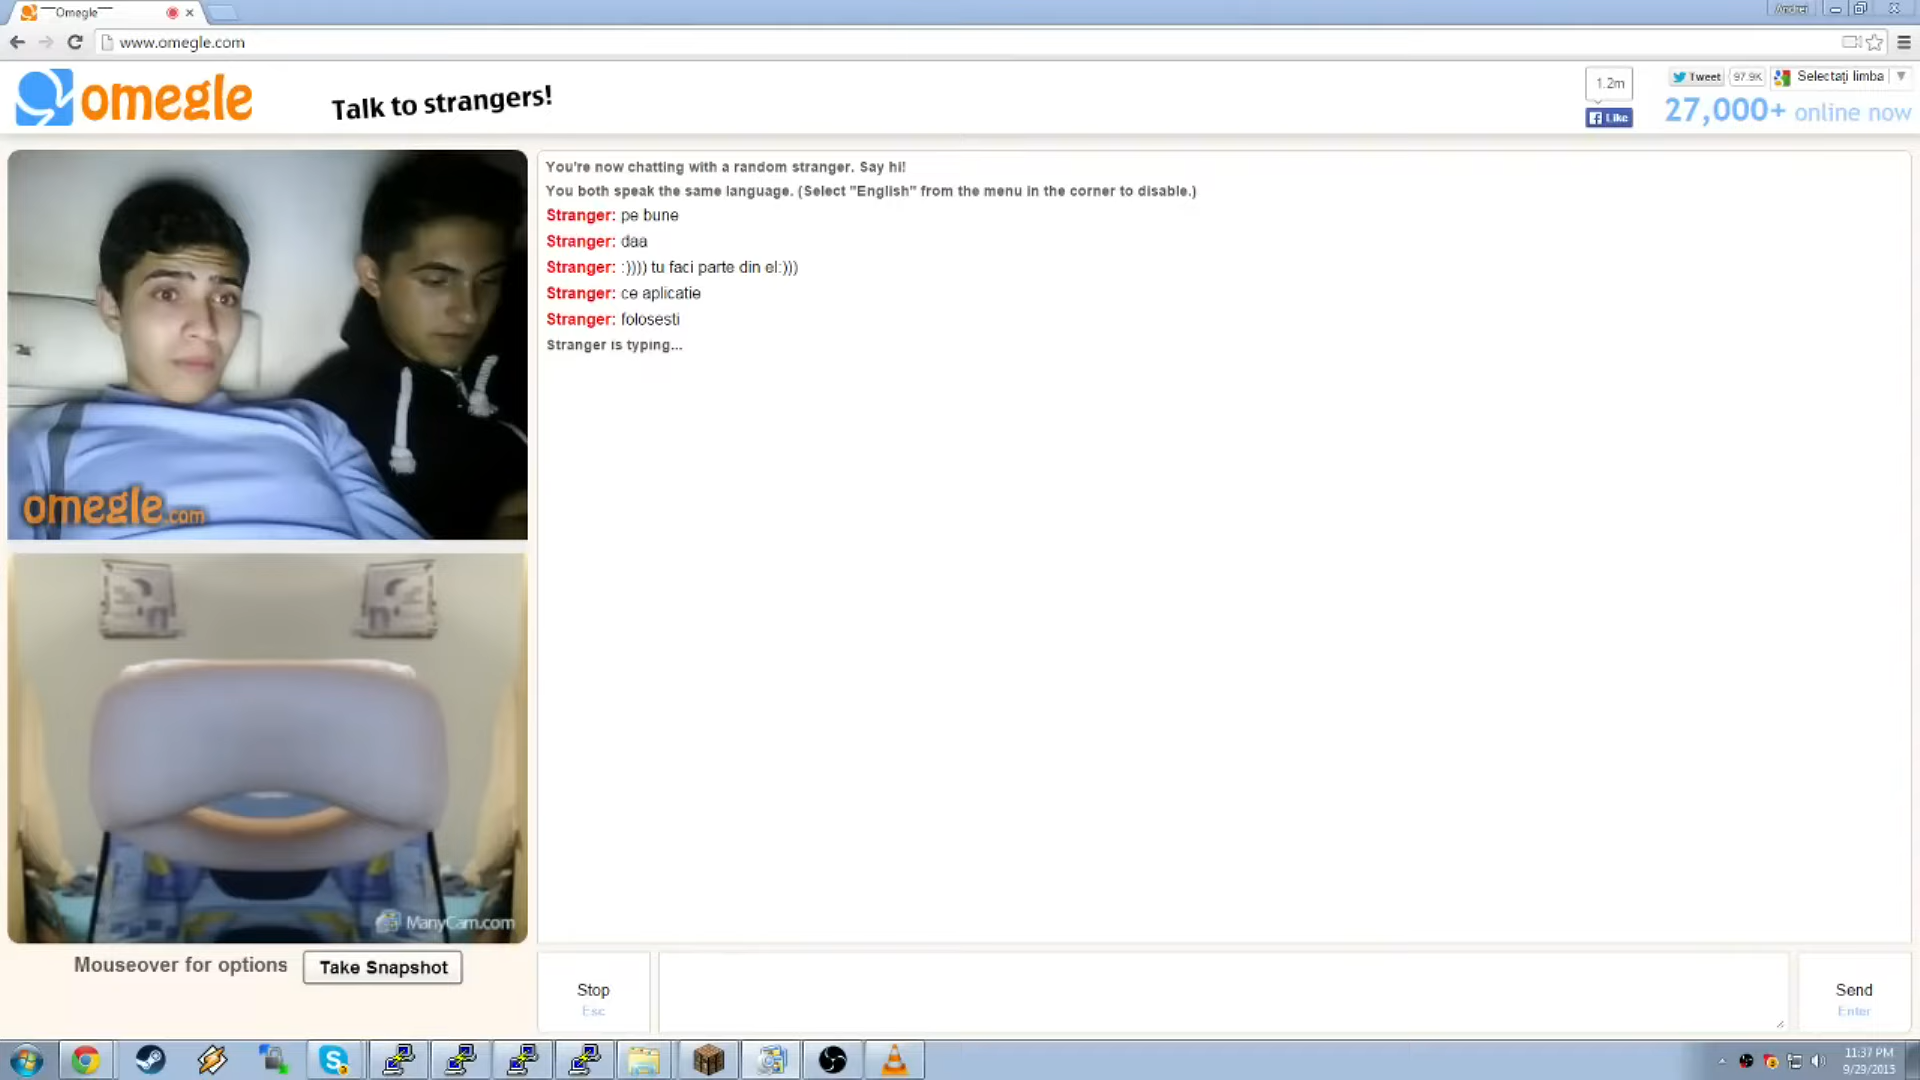 Omegle
Andrei
www.omegle.com
omegle
Talk to strangers!
1.2m
Like
Tweet
97.9K
Selectați limba
27,000+ online now
You're now chatting with a random stranger. Say hi!
You both speak the same language. (Select "English" from the menu in the corner to disable.)
Stranger: pe bune
Stranger: daa
Stranger: :)))) tu faci parte din el:)))
Stranger: ce aplicatie
Stranger: folosesti
Stranger is typing...
omegle.com
ManyCam.com
Mouseover for options
Take Snapshot
Stop
Esc
Send
Enter
11:37 PM
9/29/2015